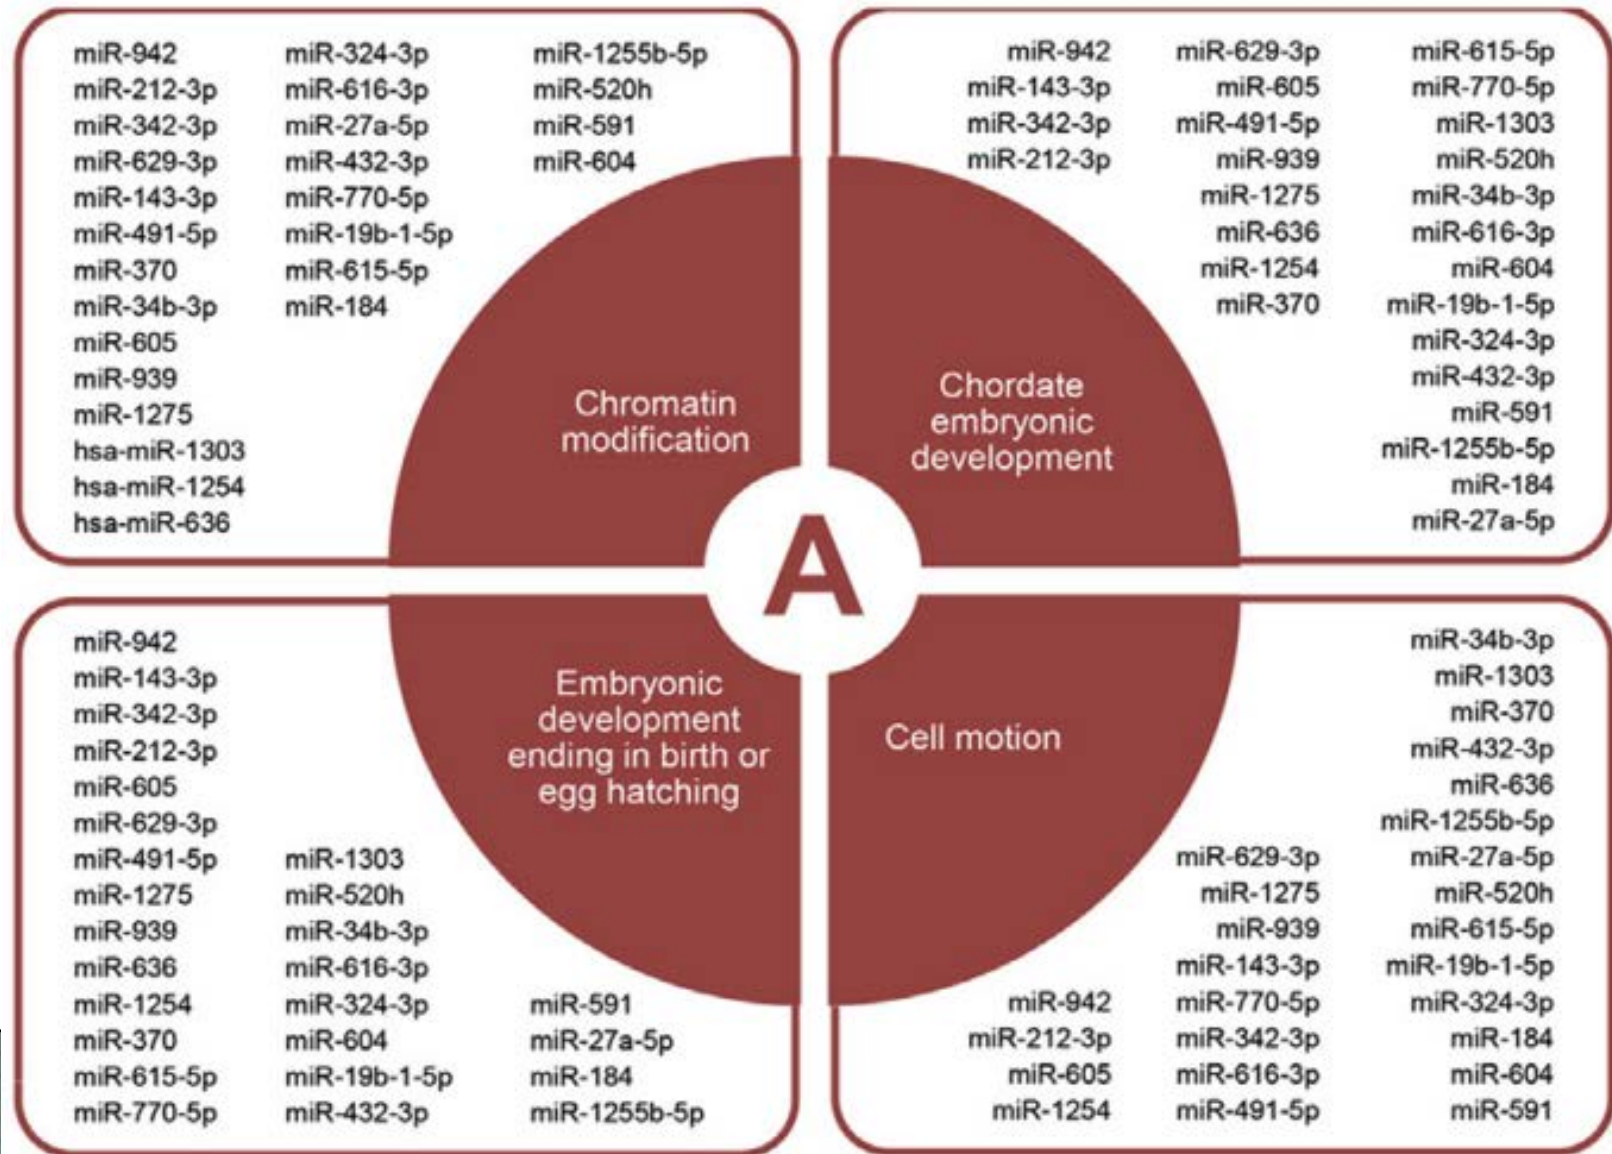 miR-942 miR-324-3p miR-1255b-5p
miR-212-3p miR-616-3p miR-520h
miR-342-3p miR-27a-5p miR-591
miR-629-3p miR-432-3p miR-604
miR-143-3p miR-770-5p
miR-491-5p miR-19b-1-5p
miR-370 miR-615-5p
miR-34b-3p miR-184
miR-605
miR-939
miR-1275
hsa-miR-1303
hsa-miR-1254
hsa-miR-636
Chromatin
modification
miR-942 miR-629-3p miR-615-5p
miR-143-3p miR-605 miR-770-5p
miR-342-3p miR-491-5p miR-1303
miR-212-3p miR-939 miR-520h
miR-1275 miR-34b-3p
miR-636 miR-616-3p
miR-1254 miR-604
miR-370 miR-19b-1-5p
miR-324-3p
miR-432-3p
miR-591
miR-1255b-5p
miR-184
miR-27a-5p
Chordate
embryonic
development
A
miR-942
miR-143-3p
miR-342-3p
miR-212-3p
miR-605
miR-629-3p
miR-491-5p miR-1303
miR-1275 miR-520h
miR-939 miR-34b-3p
miR-636 miR-616-3p
miR-1254 miR-324-3p miR-591
miR-370 miR-604 miR-27a-5p
miR-615-5p miR-19b-1-5p miR-184
miR-770-5p miR-432-3p miR-1255b-5p
Embryonic
development
ending in birth or
egg hatching
Cell motion
miR-34b-3p
miR-1303
miR-370
miR-432-3p
miR-636
miR-1255b-5p
miR-629-3p miR-27a-5p
miR-1275 miR-520h
miR-939 miR-615-5p
miR-143-3p miR-19b-1-5p
miR-942 miR-770-5p miR-324-3p
miR-212-3p miR-342-3p miR-184
miR-605 miR-616-3p miR-604
miR-1254 miR-491-5p miR-591